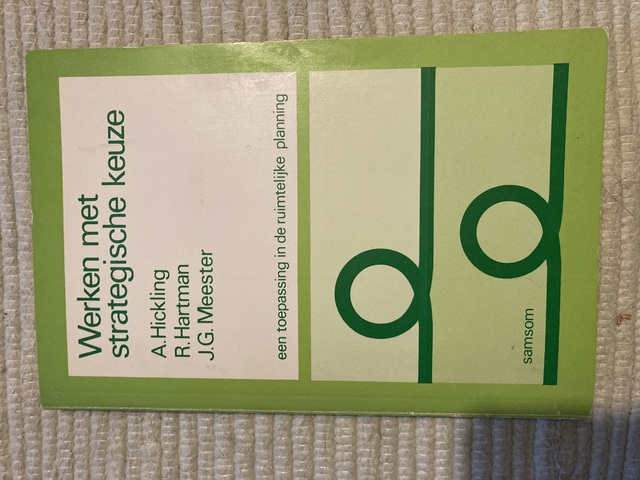 Werken met
strategische keuze
A. Hickling
R. Hartman
J.G. Meester
een toepassing in de ruimtelijke planning
samsom